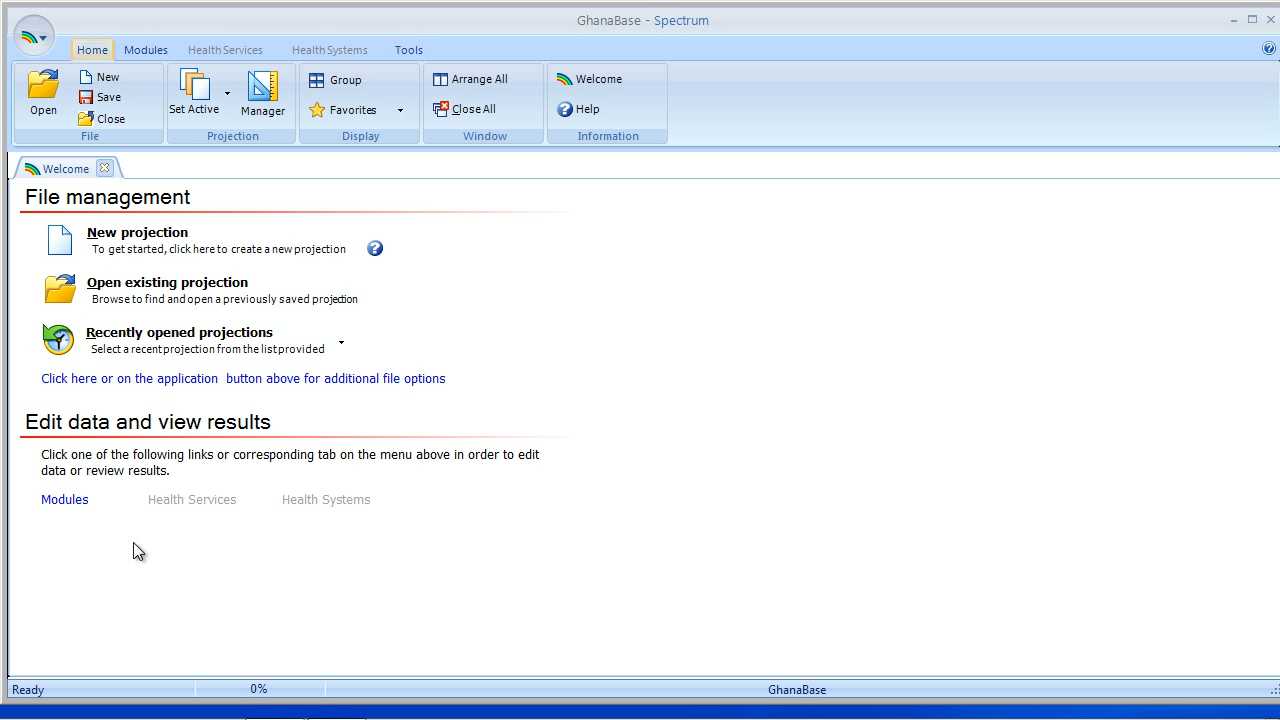 GhanaBase - Spectrum
Home Modules Health Services Health Systems Tools
Open
New
Save
Close
File
Set Active
Manager
Projection
Group
Favorites
Display
Arrange All
Close All
Window
Welcome
Help
Information
Welcome
File management
New projection
To get started, click here to create a new projection
Open existing projection
Browse to find and open a previously saved projection
Recently opened projections
Select a recent projection from the list provided
Click here or on the application button above for additional file options
Edit data and view results
Click one of the following links or corresponding tab on the menu above in order to edit
data or review results.
Modules Health Services Health Systems
Ready 0% GhanaBase